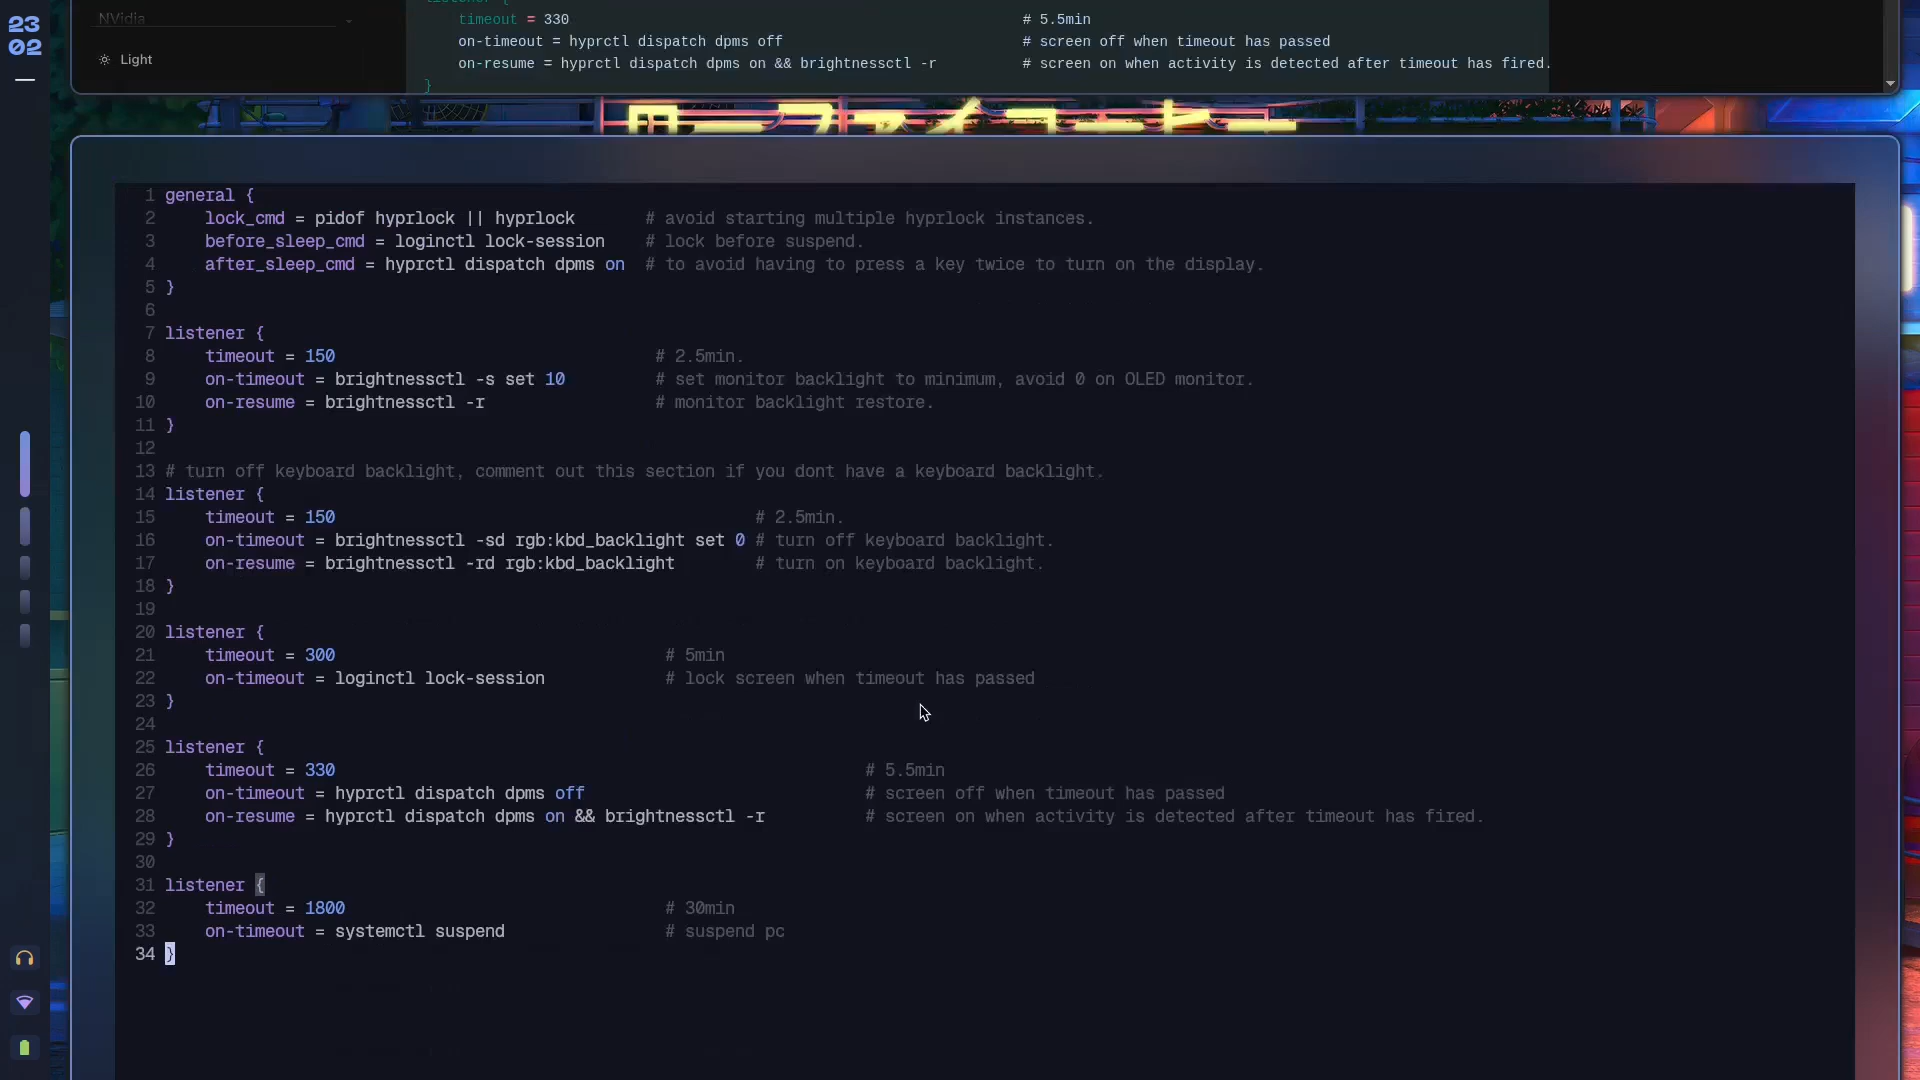 23
02
NVidia
Light
timeout = 330 # 5.5min
on-timeout = hyprctl dispatch dpms off # screen off when timeout has passed
on-resume = hyprctl dispatch dpms on && brightnessctl -r # screen on when activity is detected after timeout has fired.
}
1 general {
2 lock_cmd = pidof hyprlock || hyprlock # avoid starting multiple hyprlock instances.
3 before_sleep_cmd = loginctl lock-session # lock before suspend.
4 after_sleep_cmd = hyprctl dispatch dpms on # to avoid having to press a key twice to turn on the display.
5 }
6
7 listener {
8 timeout = 150 # 2.5min.
9 on-timeout = brightnessctl -s set 10 # set monitor backlight to minimum, avoid 0 on OLED monitor.
10 on-resume = brightnessctl -r # monitor backlight restore.
11 }
12
13 # turn off keyboard backlight, comment out this section if you dont have a keyboard backlight.
14 listener {
15 timeout = 150 # 2.5min.
16 on-timeout = brightnessctl -sd rgb:kbd_backlight set 0 # turn off keyboard backlight.
17 on-resume = brightnessctl -rd rgb:kbd_backlight # turn on keyboard backlight.
18 }
19
20 listener {
21 timeout = 300 # 5min
22 on-timeout = loginctl lock-session # lock screen when timeout has passed
23 }
24
25 listener {
26 timeout = 330 # 5.5min
27 on-timeout = hyprctl dispatch dpms off # screen off when timeout has passed
28 on-resume = hyprctl dispatch dpms on && brightnessctl -r # screen on when activity is detected after timeout has fired.
29 }
30
31 listener {
32 timeout = 1800 # 30min
33 on-timeout = systemctl suspend # suspend pc
34 }